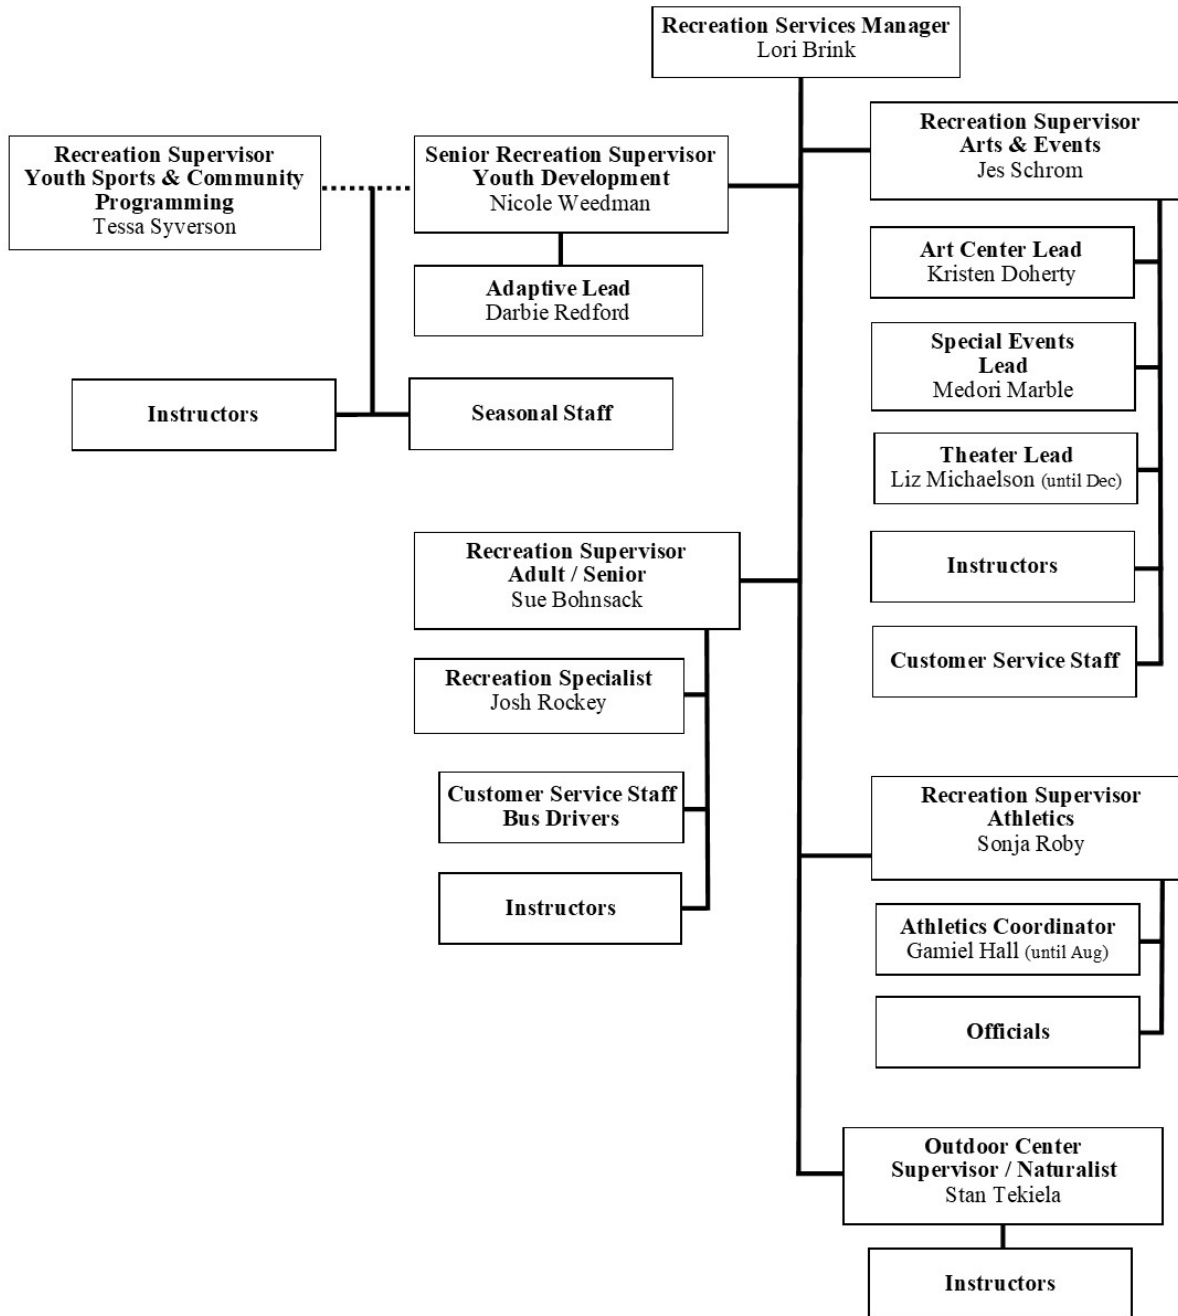 Recreation Services Manager
Lori Brink
Recreation Supervisor
Arts & Events
Jes Schrom
Recreation Supervisor
Youth Sports & Community
Programming
Tessa Syverson
Senior Recreation Supervisor
Youth Development
Nicole Weedman
Art Center Lead
Kristen Doherty
Adaptive Lead
Darbie Redford
Special Events
Lead
Medori Marble
Instructors
Seasonal Staff
Theater Lead
Liz Michaelson (until Dec)
Recreation Supervisor
Adult / Senior
Sue Bohnsack
Instructors
Customer Service Staff
Recreation Specialist
Josh Rockey
Customer Service Staff
Bus Drivers
Instructors
Recreation Supervisor
Athletics
Sonja Roby
Athletics Coordinator
Gamiel Hall (until Aug)
Officials
Outdoor Center
Supervisor / Naturalist
Stan Tekiela
Instructors